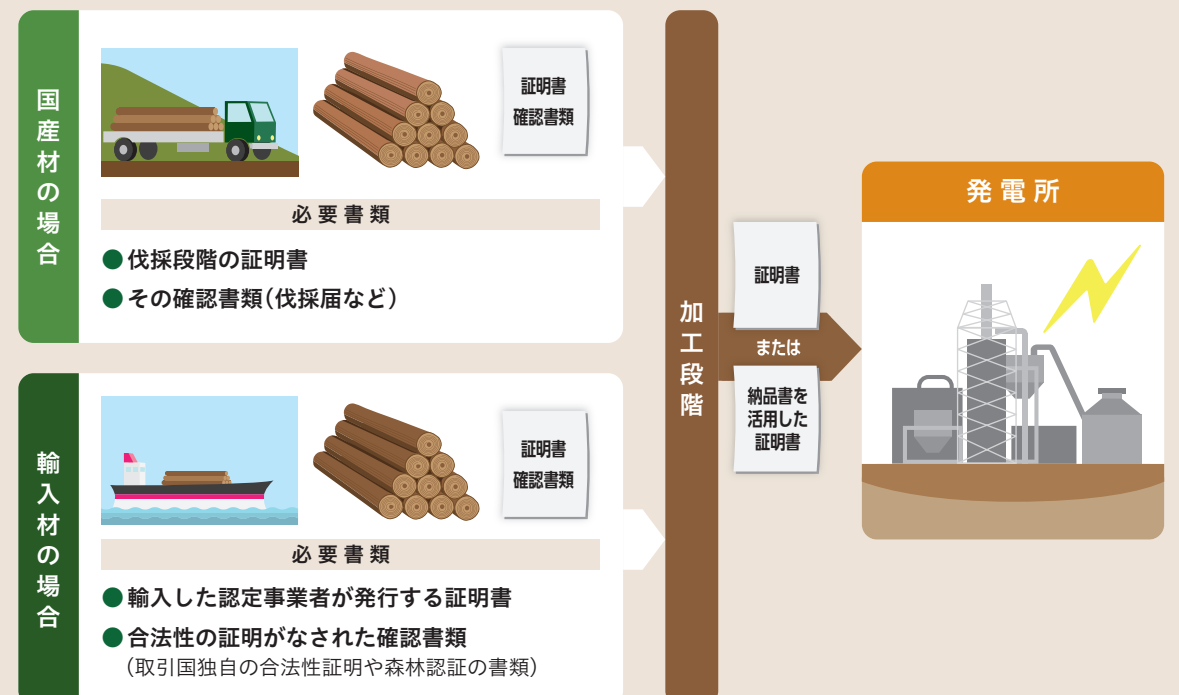 国産材の場合
証明書
確認書類
必要書類
●伐採段階の証明書
●その確認書類（伐採届など）
輸入材の場合
証明書
確認書類
必要書類
●輸入した認定事業者が発行する証明書
●合法性の証明がなされた確認書類
（取引国独自の合法性証明や森林認証の書類）
加工段階
証明書
または
納品書を
活用した
証明書
発電所